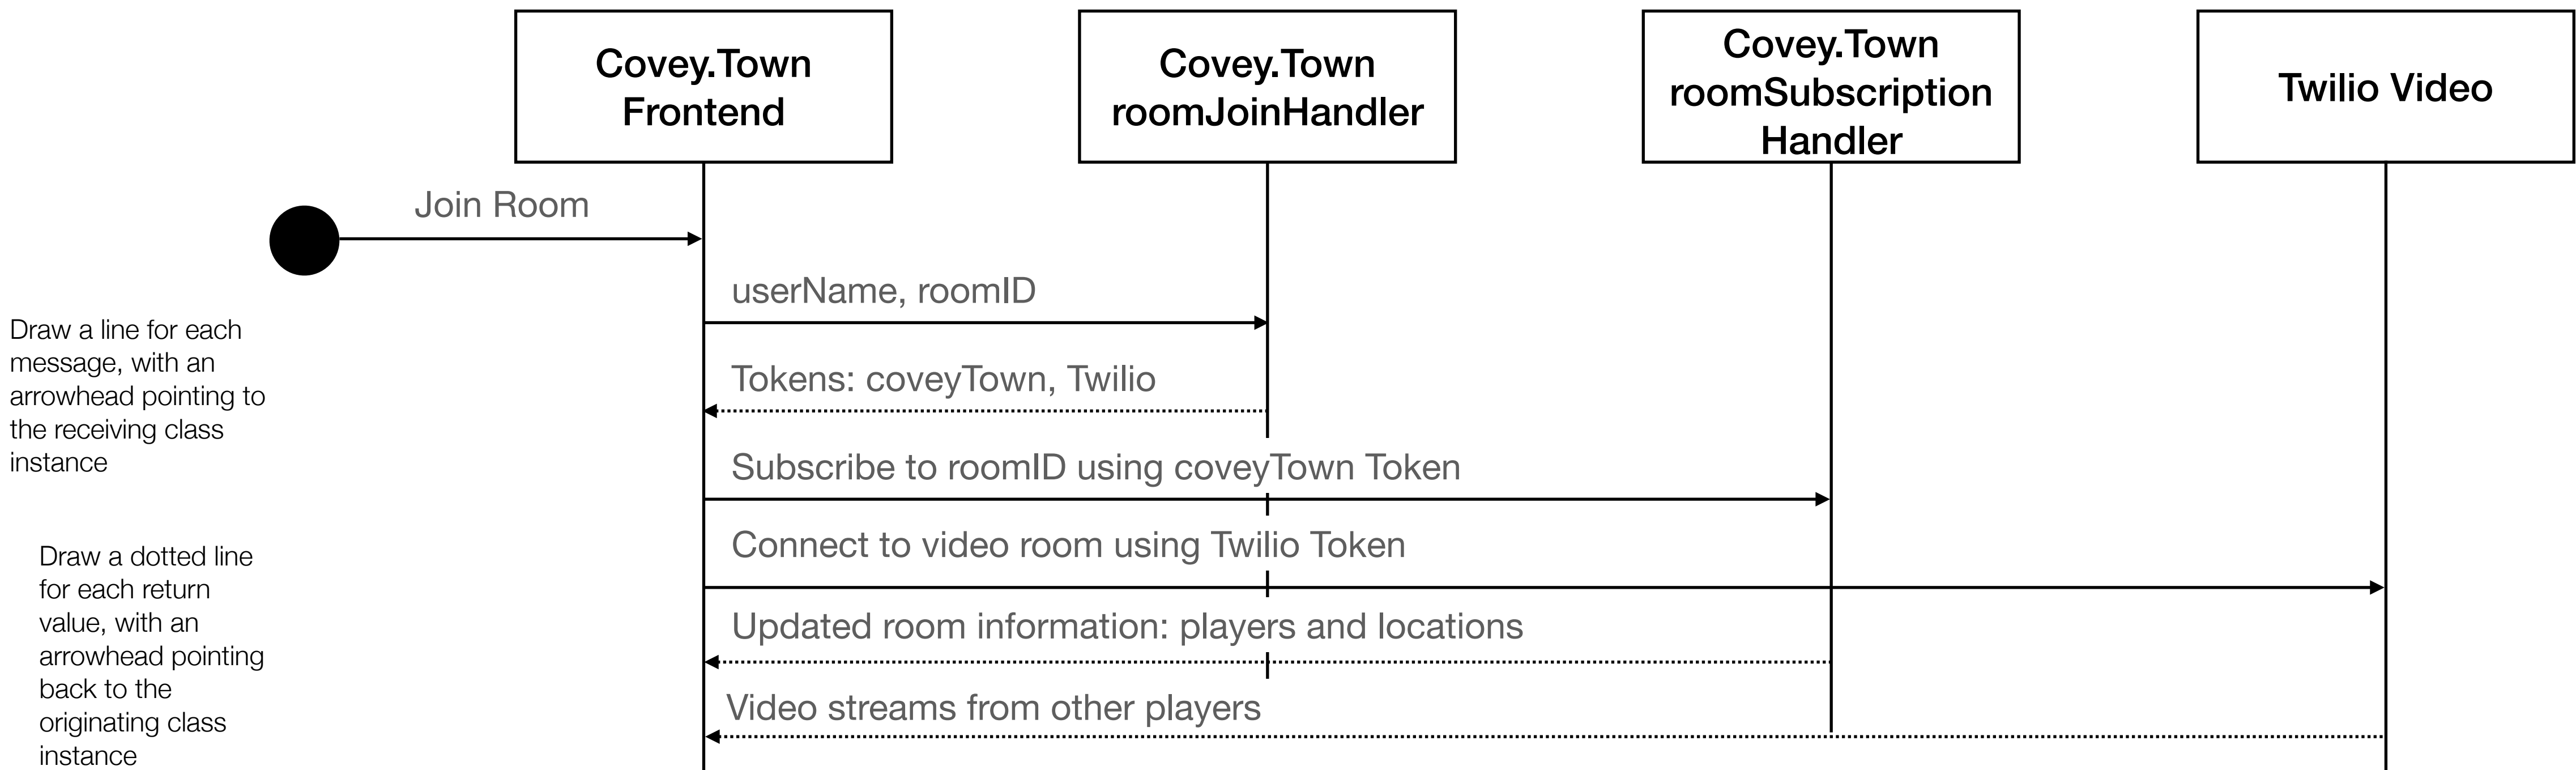 Covey.Town
Frontend
Covey.Town
roomJoinHandler
Covey.Town
roomSubscription
Handler
Twilio Video
Join Room
userName, roomID
Draw a line for each
message, with an
arrowhead pointing to
the receiving class
instance
Tokens: coveyTown, Twilio
Subscribe to roomID using coveyTown Token
Connect to video room using Twilio Token
Draw a dotted line
for each return
value, with an
arrowhead pointing
back to the
originating class
instance
Updated room information: players and locations
Video streams from other players